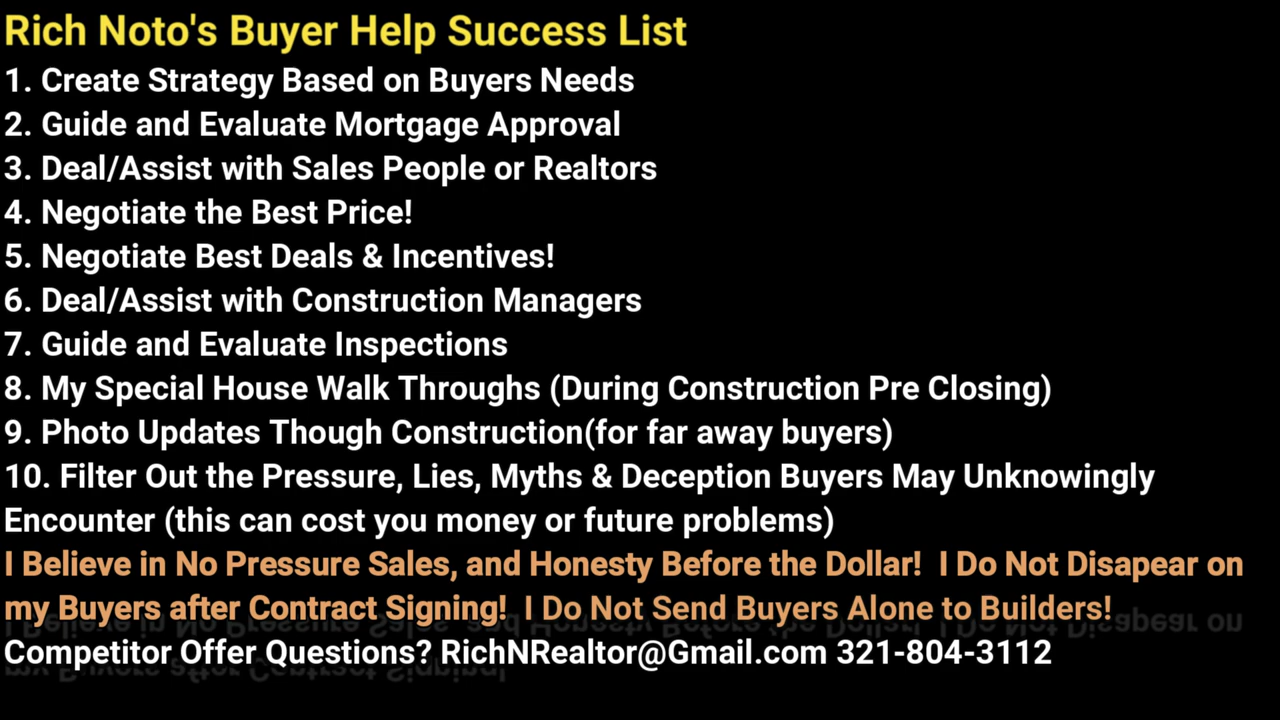 Rich Noto's Buyer Help Success List
1. Create Strategy Based on Buyers Needs
2. Guide and Evaluate Mortgage Approval
3. Deal/Assist with Sales People or Realtors
4. Negotiate the Best Price!
5. Negotiate Best Deals & Incentives!
6. Deal/Assist with Construction Managers
7. Guide and Evaluate Inspections
8. My Special House Walk Throughs (During Construction Pre Closing)
9. Photo Updates Though Construction(for far away buyers)
10. Filter Out the Pressure, Lies, Myths & Deception Buyers May Unknowingly
Encounter (this can cost you money or future problems)
I Believe in No Pressure Sales, and Honesty Before the Dollar!  I Do Not Disapear on
my Buyers after Contract Signing!  I Do Not Send Buyers Alone to Builders!
Competitor Offer Questions? RichNRealtor@Gmail.com 321-804-3112